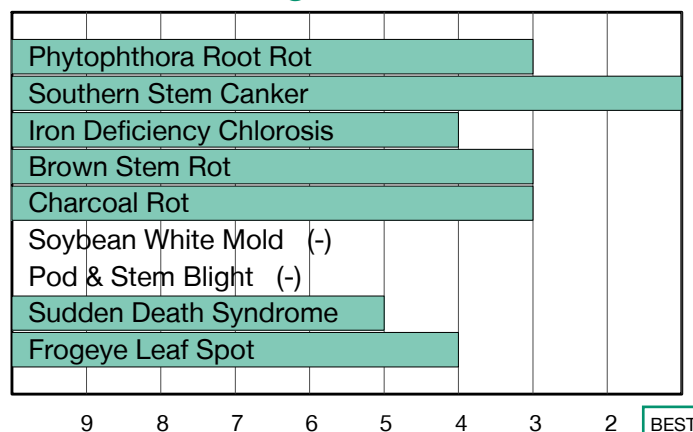 Phytophthora Root Rot
Southern Stem Canker
Iron Deficiency Chlorosis
Brown Stem Rot
Charcoal Rot
Soybean White Mold (-)
Pod & Stem Blight (-)
Sudden Death Syndrome
Frogeye Leaf Spot
9 8 7 6 5 4 3 2 BEST